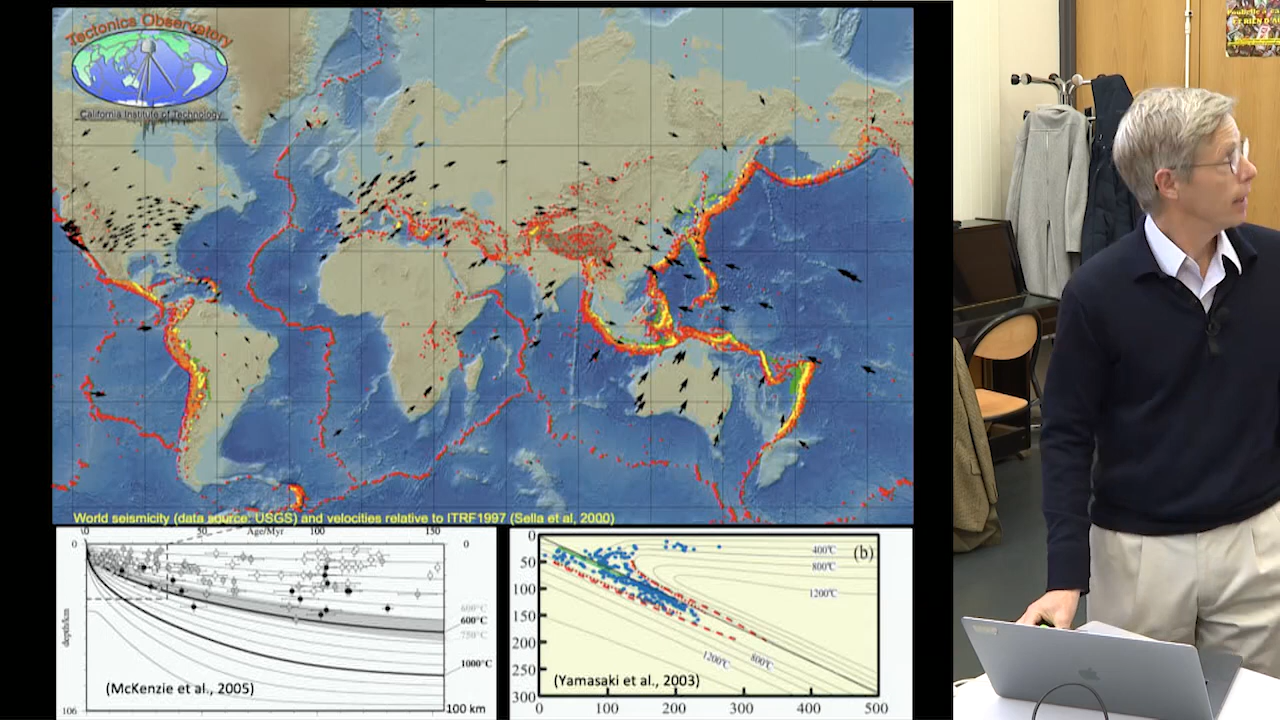 Tectonics Observatory
California Institute of Technology
World seismicity (data source: USGS) and velocities relative to ITRF1997 (Sella et al, 2000)
Age/Myr
0 50 100 150
0 0
depth/km
600°C
600°C
750°C
1000°C
(McKenzie et al., 2005)
106 100 km
0
50
100
150
200
250
300
0 100 200 300 400 500
400℃ (b)
800℃
1200℃
1200℃ 800℃
(Yamasaki et al., 2003)